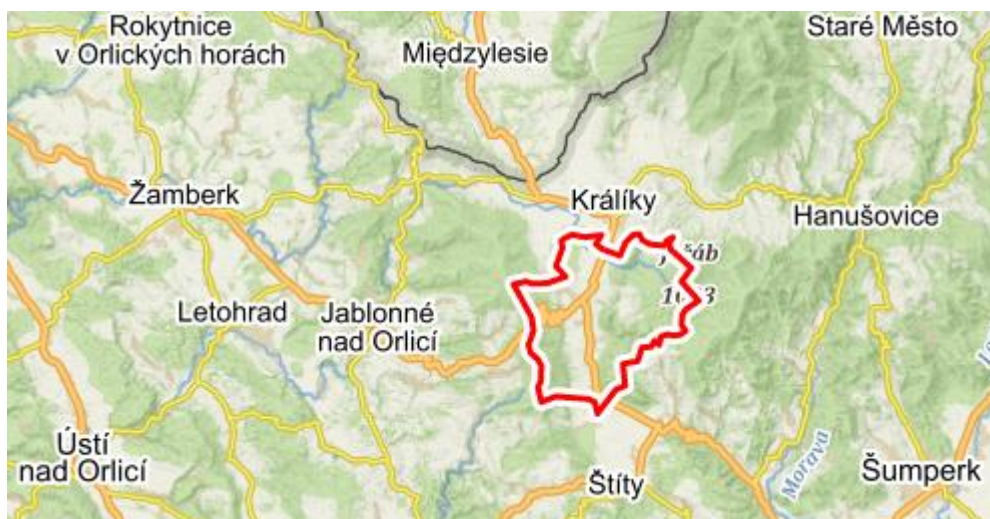 Rokytnice
v Orlických horách
Międzylesie
Staré Město
Žamberk
Králíky
Hanušovice
Letohrad
Jablonné
nad Orlicí
Ústí
nad Orlicí
Štíty
Morava
Šumperk